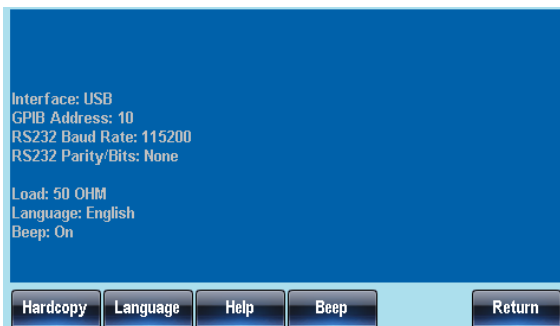 Interface: USB
GPIB Address: 10
RS232 Baud Rate: 115200
RS232 Parity/Bits: None
Load: 50 OHM
Language: English
Beep: On
Hardcopy Language Help Beep Return